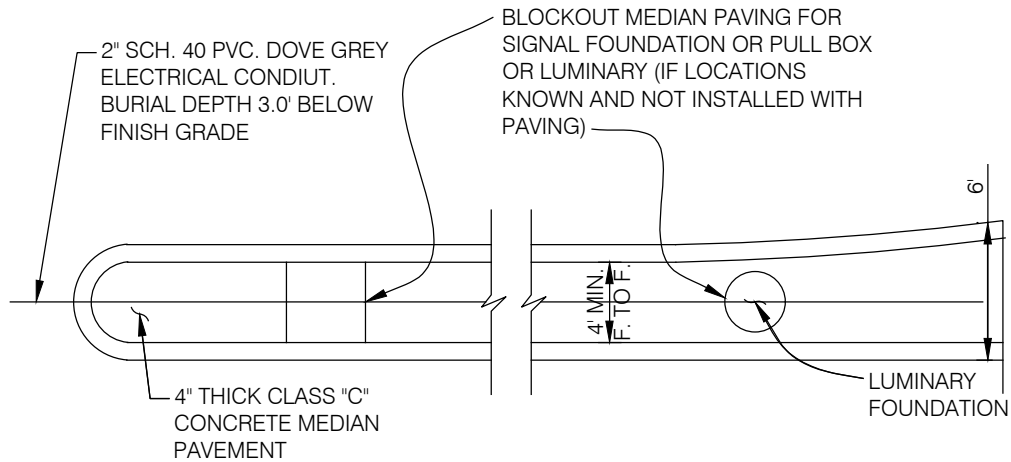 2" SCH. 40 PVC. DOVE GREY
ELECTRICAL CONDIUT.
BURIAL DEPTH 3.0' BELOW
FINISH GRADE
BLOCKOUT MEDIAN PAVING FOR
SIGNAL FOUNDATION OR PULL BOX
OR LUMINARY (IF LOCATIONS
KNOWN AND NOT INSTALLED WITH
PAVING)
6'
4' MIN.
F. TO F.
4" THICK CLASS "C"
CONCRETE MEDIAN
PAVEMENT
LUMINARY
FOUNDATION